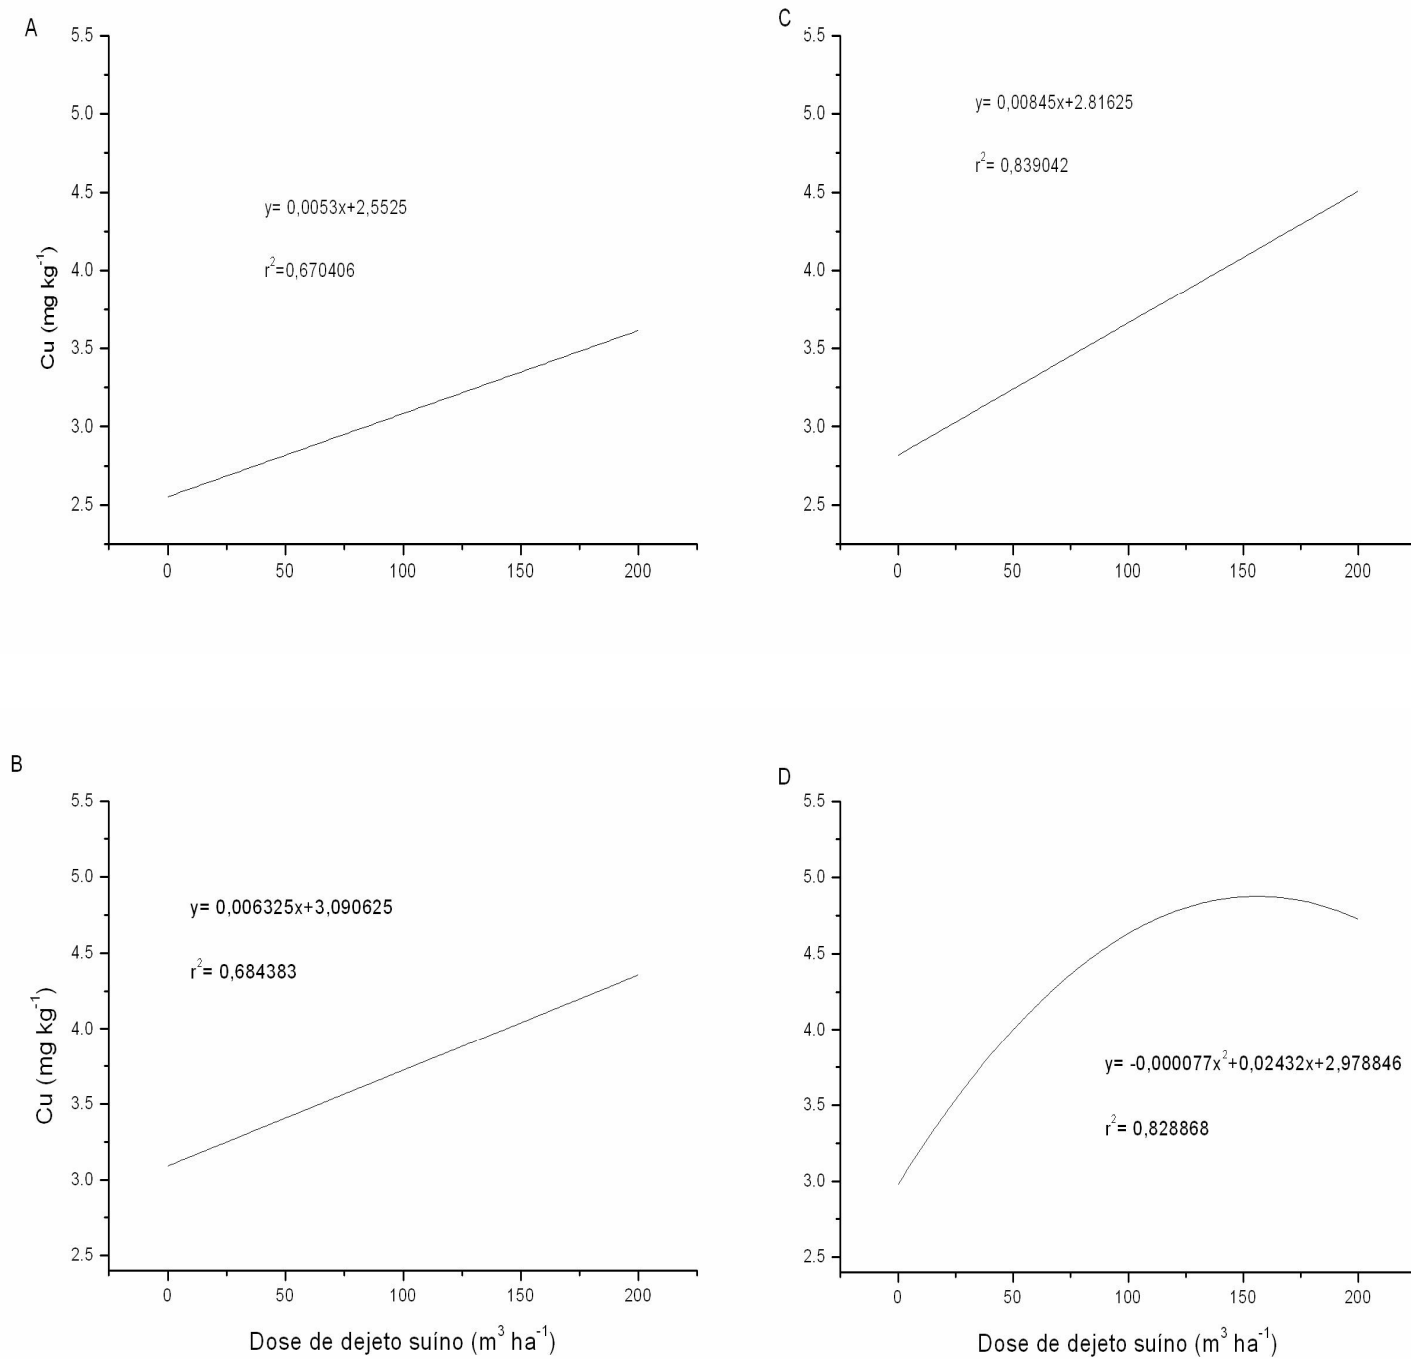 A
5.5
5.0
4.5
4.0
3.5
3.0
2.5
Cu (mg kg⁻¹)
y= 0,0053x+2,5525
r²=0,670406
0 50 100 150 200
C
5.5
5.0
4.5
4.0
3.5
3.0
2.5
y= 0,00845x+2.81625
r²= 0,839042
0 50 100 150 200
B
5.5
5.0
4.5
4.0
3.5
3.0
2.5
Cu (mg kg⁻¹)
y= 0,006325x+3,090625
r²= 0,684383
0 50 100 150 200
Dose de dejeto suíno (m³ ha⁻¹)
D
5.5
5.0
4.5
4.0
3.5
3.0
2.5
y= -0,000077x²+0,02432x+2,978846
r²= 0,828868
0 50 100 150 200
Dose de dejeto suíno (m³ ha⁻¹)